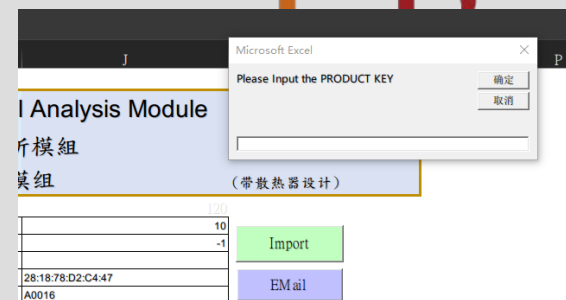 Microsoft Excel
J
P
Please Input the PRODUCT KEY
确定
取消
l Analysis Module
析模組
模组
(带散热器设计)
120
10
-1
Import
28:18:78:D2:C4:47
EMail
A0016